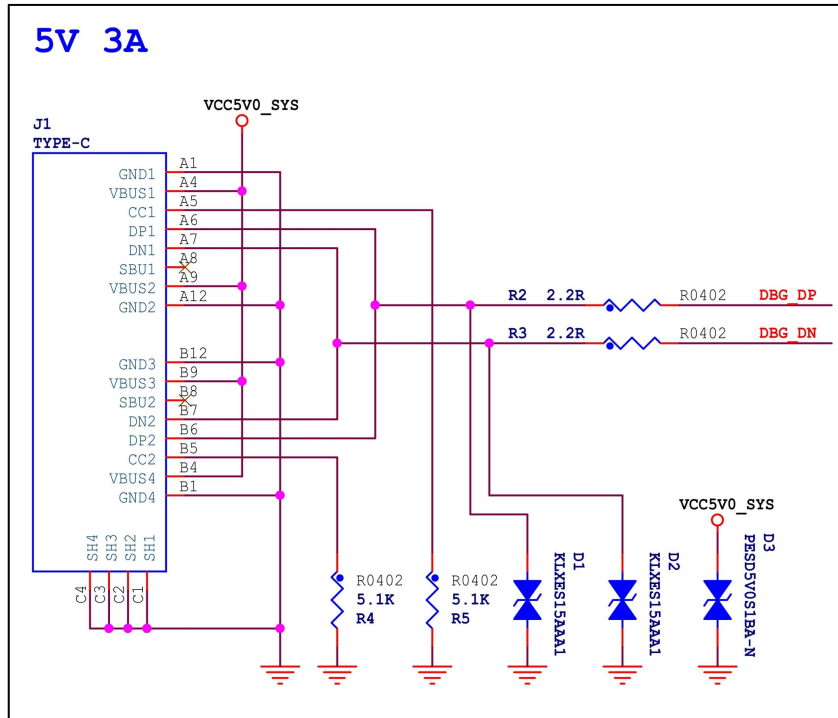 5V 3A
VCC5V0_SYS
J1
TYPE-C
GND1 A1
VBUS1 A4
CC1 A5
DP1 A6
DN1 A7
SBU1 A8
VBUS2 A9
GND2 A12
R2 2.2R R0402 DBG_DP
R3 2.2R R0402 DBG_DN
GND3 B12
VBUS3 B9
SBU2 B8
DN2 B7
DP2 B6
CC2 B5
VBUS4 B4
GND4 B1
SH4
SH3
SH2
SH1
C4
C3
C2
C1
R0402
5.1K
R4
R0402
5.1K
R5
D1
KLXES15AAA1
D2
KLXES15AAA1
VCC5V0_SYS
D3
PESD5V0S1BA-N